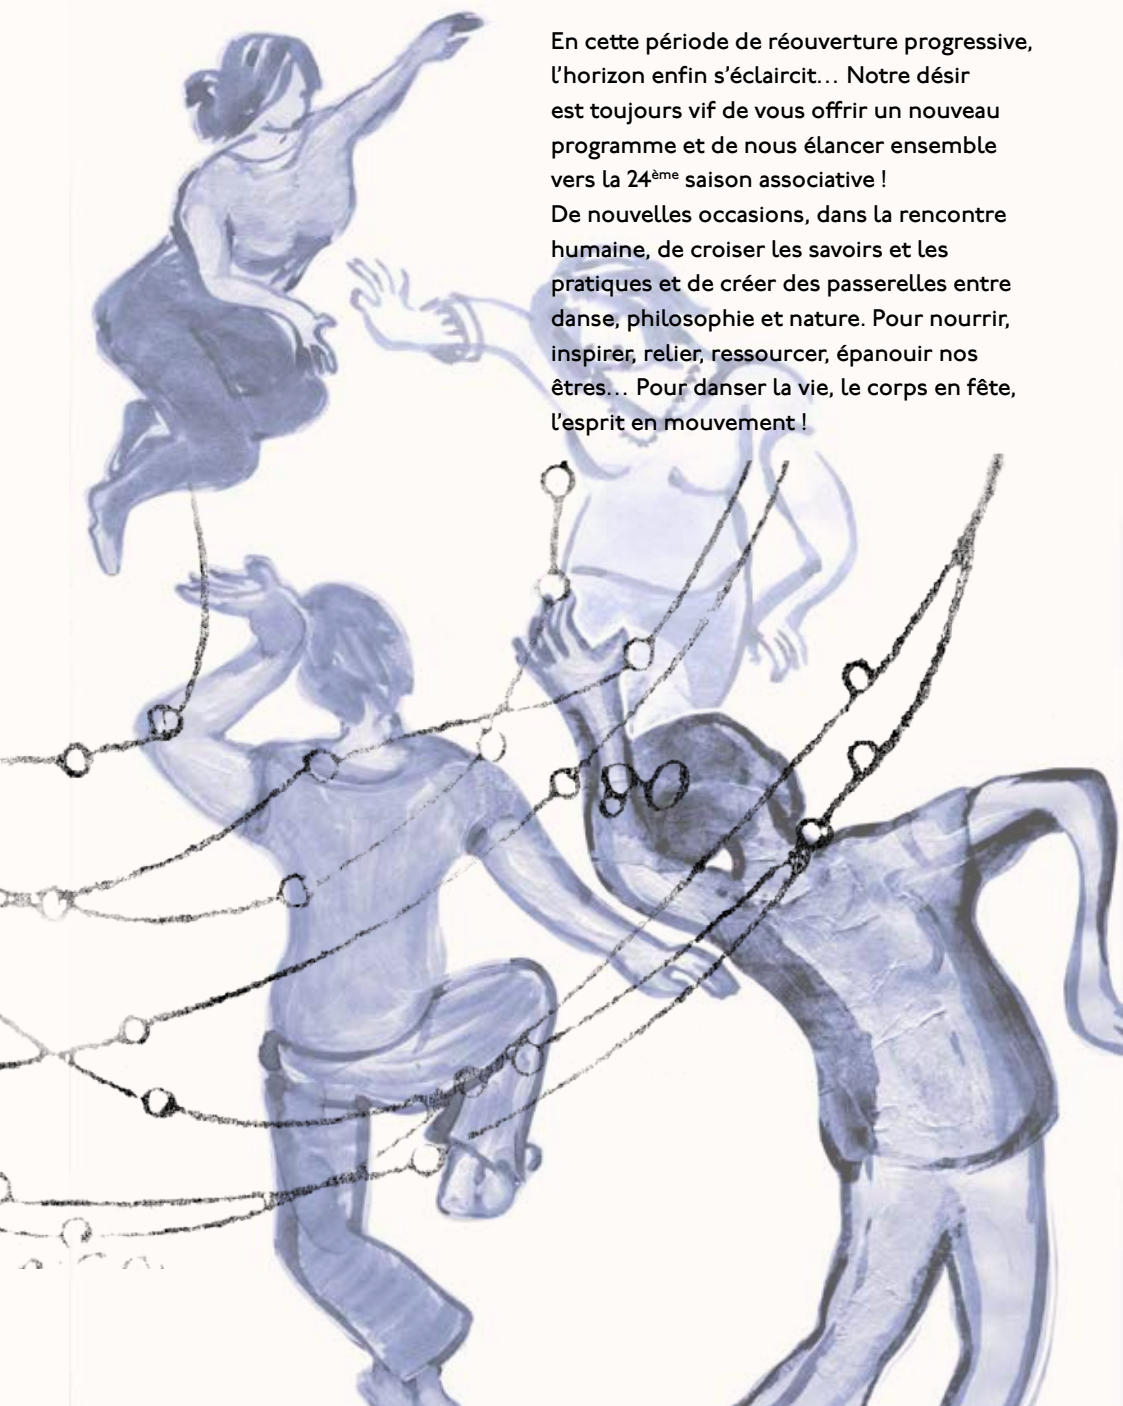 En cette période de réouverture progressive,
l’horizon enfin s’éclaircit... Notre désir
est toujours vif de vous offrir un nouveau
programme et de nous élancer ensemble
vers la 24ème saison associative !
De nouvelles occasions, dans la rencontre
humaine, de croiser les savoirs et les
pratiques et de créer des passerelles entre
danse, philosophie et nature. Pour nourrir,
inspirer, relier, ressourcer, épanouir nos
êtres... Pour danser la vie, le corps en fête,
l’esprit en mouvement !